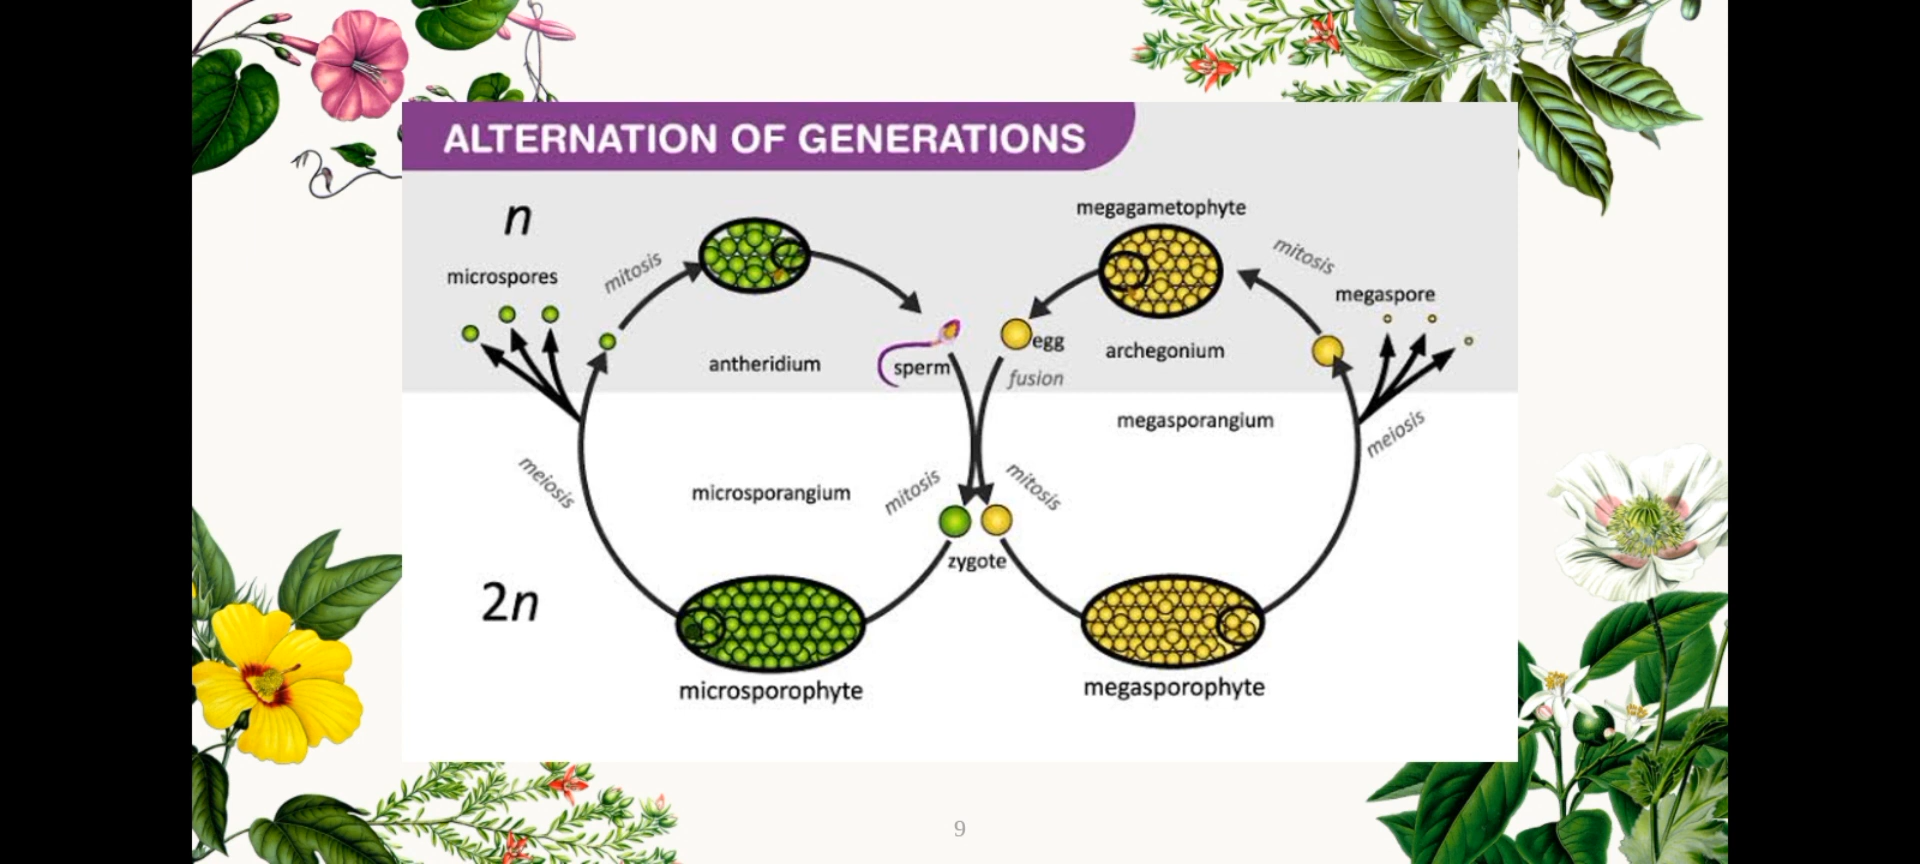 ALTERNATION OF GENERATIONS
n
megagametophyte
mitosis
mitosis
microspores
megaspore
egg
antheridium
sperm
archegonium
fusion
megasporangium
meiosis
meiosis
microsporangium
mitosis
mitosis
zygote
2n
microsporophyte
megasporophyte
9